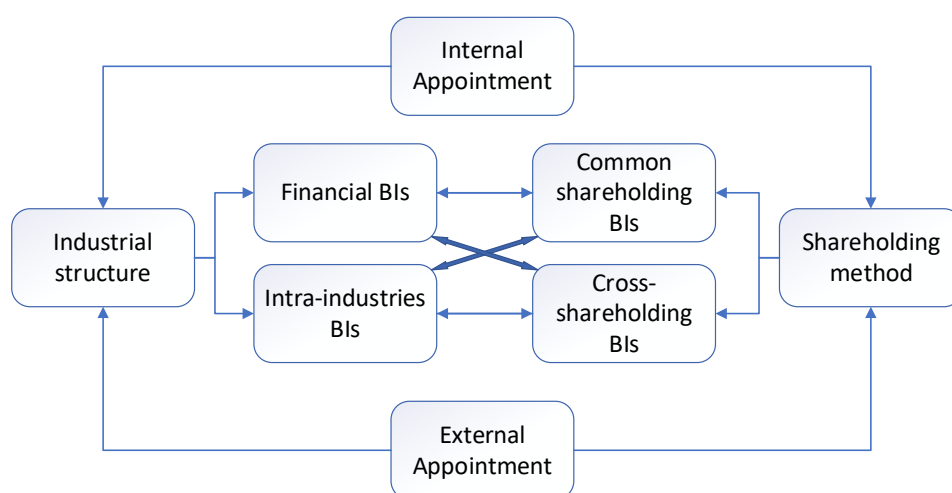 Internal
Appointment
Financial BIs
Common
shareholding
BIs
Industrial
structure
Shareholding
method
Intra-industries
BIs
Cross-
shareholding
BIs
External
Appointment